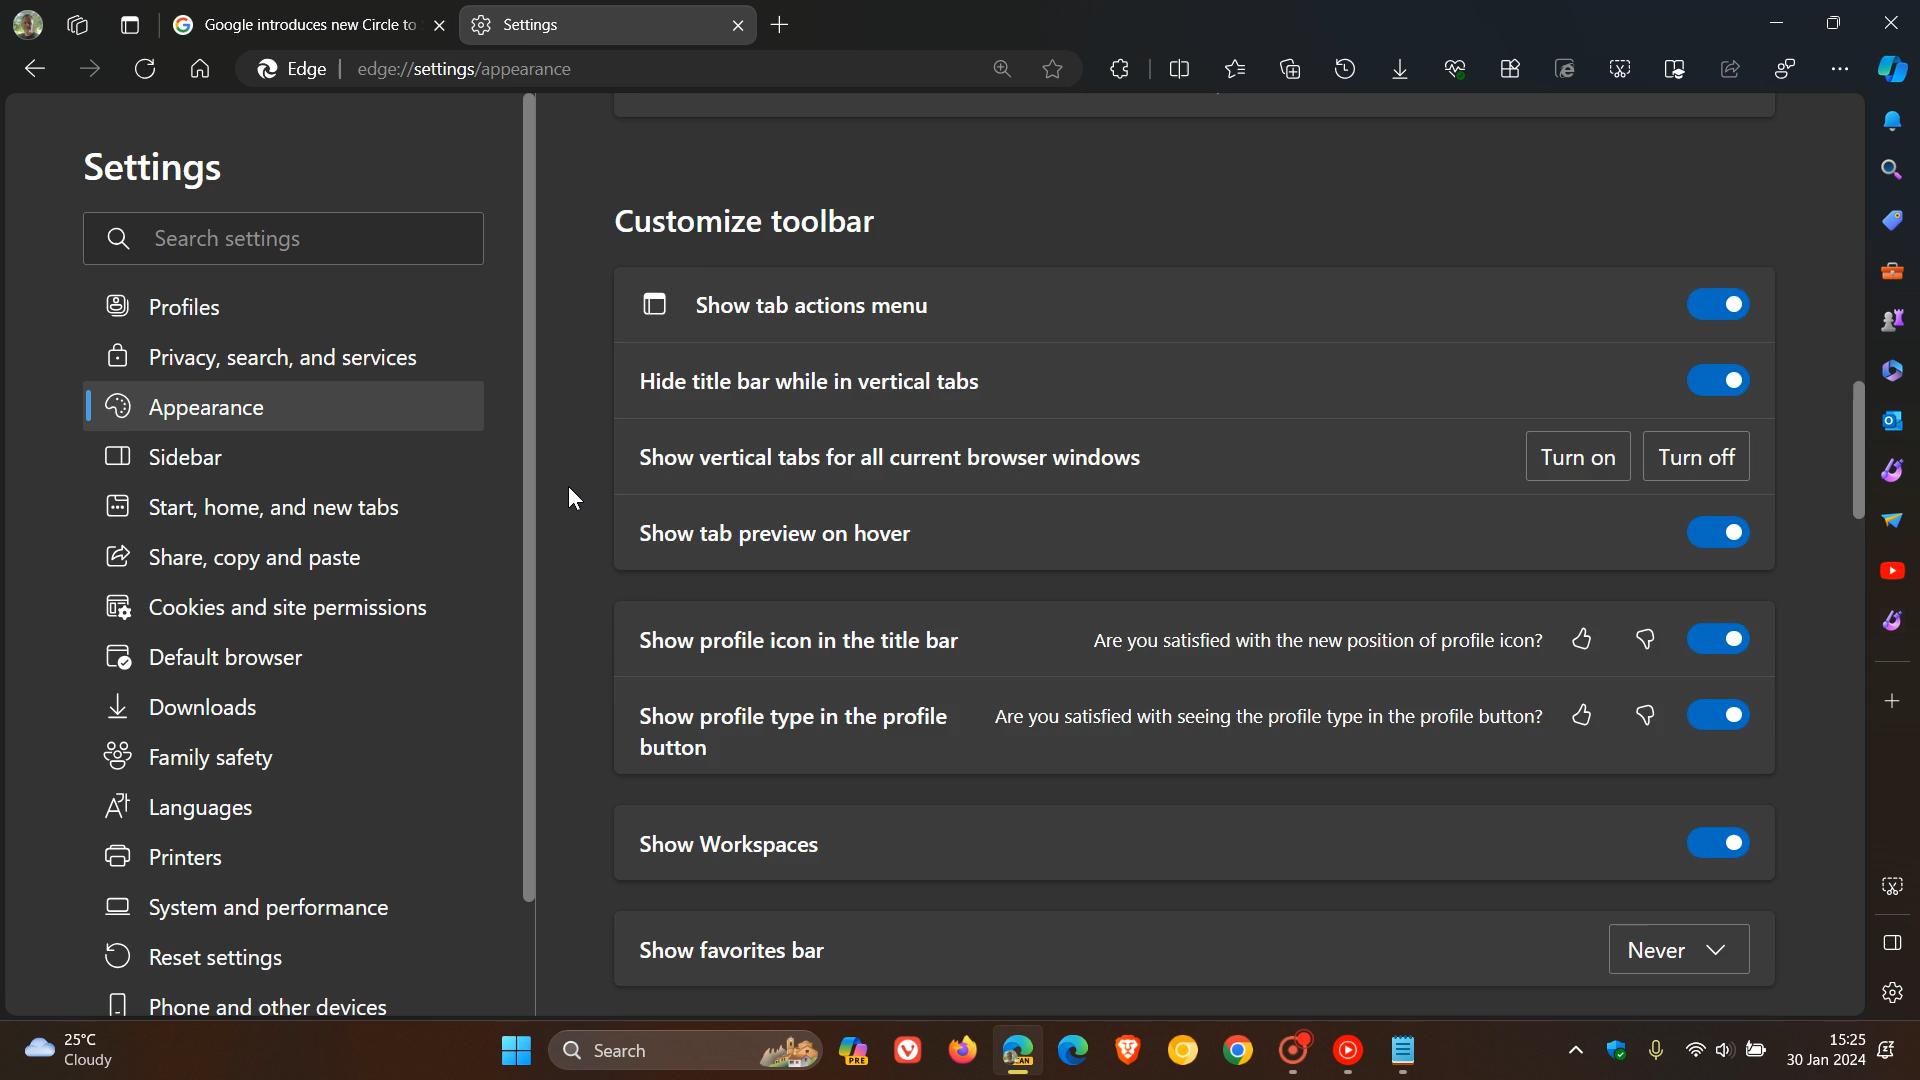 Google introduces new Circle to
Settings
Edge
edge://settings/appearance
Settings
Search settings
Profiles
Privacy, search, and services
Appearance
Sidebar
Start, home, and new tabs
Share, copy and paste
Cookies and site permissions
Default browser
Downloads
Family safety
Languages
Printers
System and performance
Reset settings
Phone and other devices
Customize toolbar
Show tab actions menu
Hide title bar while in vertical tabs
Show vertical tabs for all current browser windows
Turn on
Turn off
Show tab preview on hover
Show profile icon in the title bar
Are you satisfied with the new position of profile icon?
Show profile type in the profile
button
Are you satisfied with seeing the profile type in the profile button?
Show Workspaces
Show favorites bar
Never
25°C
Cloudy
Search
PRE
CAN
15:25
30 Jan 2024